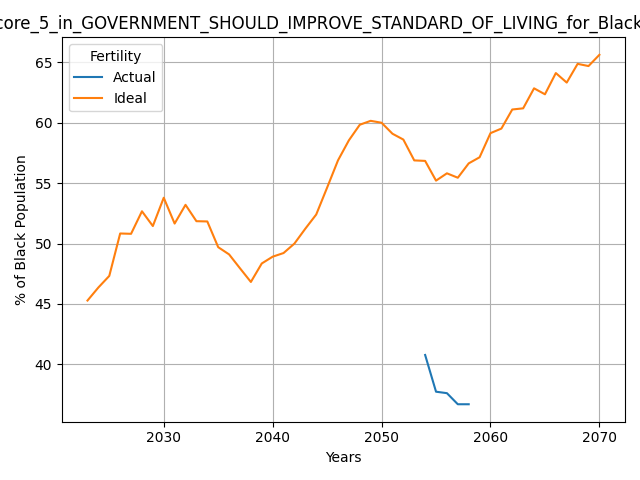 core_5_in_GOVERNMENT_SHOULD_IMPROVE_STANDARD_OF_LIVING_for_Black
Fertility
Actual
Ideal
% of Black Population
65
60
55
50
45
40
2030
2040
2050
2060
2070
Years